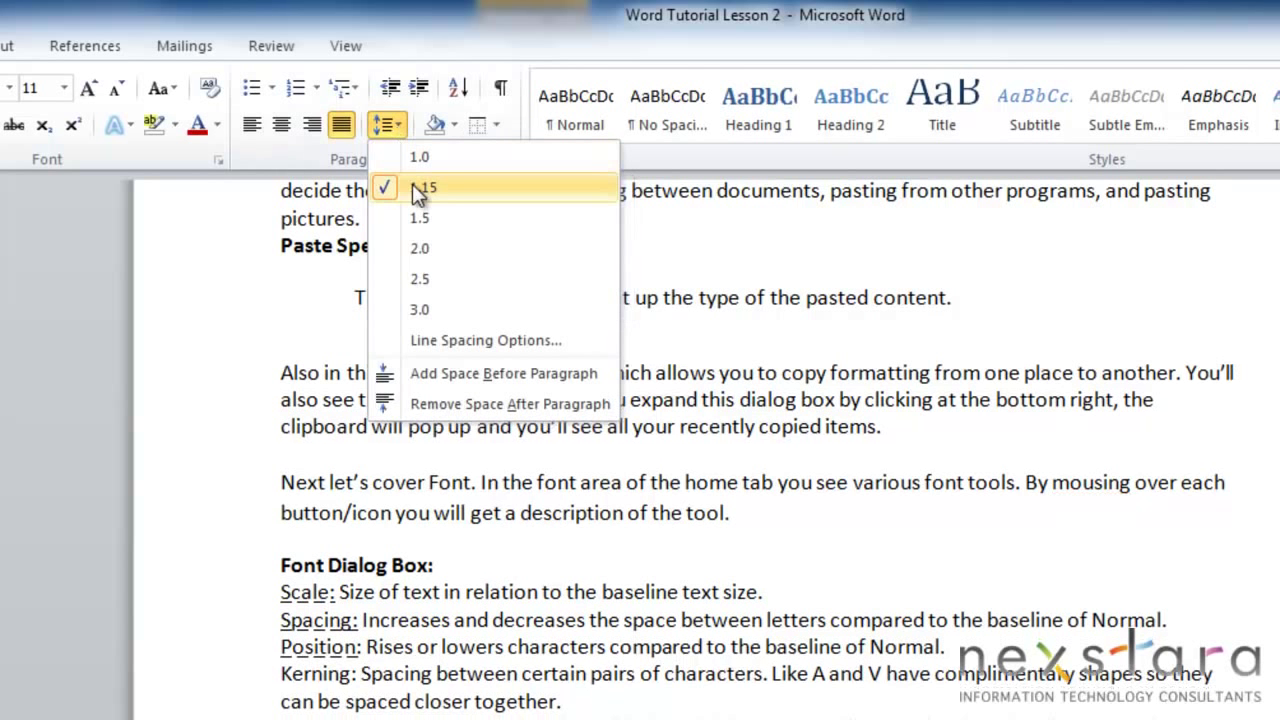 Word Tutorial Lesson 2 - Microsoft Word
ut References Mailings Review View
11 Aa
abc X₂ X² A ab A
AaBbCcDc AaBbCcDc AaBbC AaBbCc AaB AaBbCc. AaBbCcDc AaBbCcDc
¶ Normal ¶ No Spaci... Heading 1 Heading 2 Title Subtitle Subtle Em... Emphasis
Font Parag Styles
1.0
15
1.5
2.0
2.5
3.0
Line Spacing Options...
Add Space Before Paragraph
Remove Space After Paragraph
decide the g between documents, pasting from other programs, and pasting
pictures.
Paste Spe
T t up the type of the pasted content.
Also in th ich allows you to copy formatting from one place to another. You’ll
also see t u expand this dialog box by clicking at the bottom right, the
clipboard will pop up and you’ll see all your recently copied items.
Next let’s cover Font. In the font area of the home tab you see various font tools. By mousing over each
button/icon you will get a description of the tool.
Font Dialog Box:
Scale: Size of text in relation to the baseline text size.
Spacing: Increases and decreases the space between letters compared to the baseline of Normal.
Position: Rises or lowers characters compared to the baseline of Normal.
Kerning: Spacing between certain pairs of characters. Like A and V have complimentary shapes so they
can be spaced closer together.
nexstara
INFORMATION TECHNOLOGY CONSULTANTS